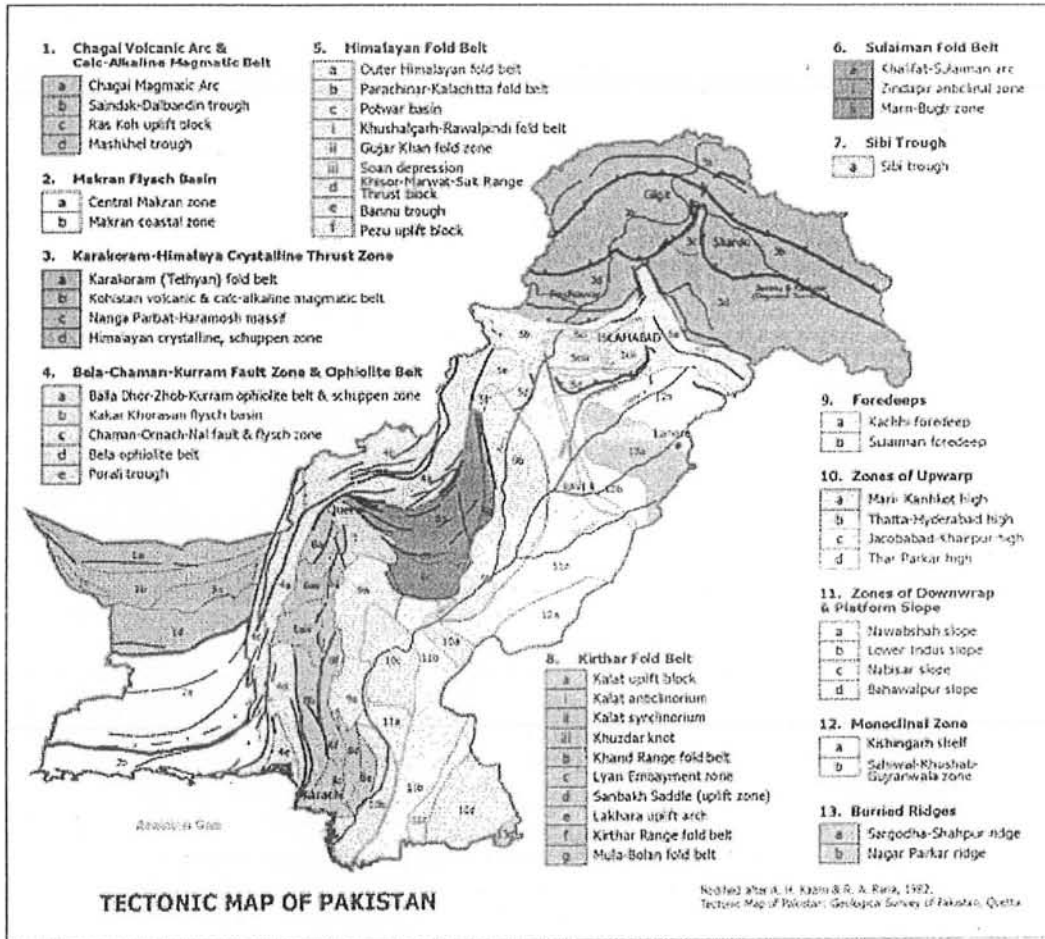 1. Chagai Volcanic Arc &
Calc-Alkaline Magmatic Belt
a Chagai Magmatic Arc
b Saindak-Dalbandin trough
c Ras Koh uplift block
d Mashkhel trough
2. Makran Flysch Basin
a Central Makran zone
b Makran coastal zone
3. Karakoram-Himalaya Crystalline Thrust Zone
a Karakoram (Tethyan) fold belt
b Kohistan volcanic & calc-alkaline magmatic belt
c Nanga Parbat-Haramosh massif
d Himalayan crystalline, schuppen zone
4. Bela-Chaman-Kurram Fault Zone & Ophiolite Belt
a Balla Dhor-Zhob-Kurram ophiolite belt & schuppen zone
b Kakar Khorasan flysch basin
c Chaman-Ornach-Nal fault & flysch zone
d Bela ophiolite belt
e Porali trough
5. Himalayan Fold Belt
a Outer Himalayan fold belt
b Parachinar-Kalachitta fold belt
c Potwar basin
i Khushalgarh-Rawalpindi fold belt
ii Gujar Khan fold zone
iii Soan depression
d Khisor-Marwat-Salt Range
Thrust block
e Bannu trough
f Pezu uplift block
6. Sulaiman Fold Belt
Khalifat-Sulaiman arc
i Zindapir anticlinal zone
ii Marri-Bugti zone
7. Sibi Trough
a Sibi trough
8. Kirthar Fold Belt
a Kalat uplift block
i Kalat anticlinorium
ii Kalat synclinorium
iii Khuzdar knot
b Khand Range fold belt
c Lyari Embayment zone
d Sanbakh Saddle (uplift zone)
e Lakhara uplift arch
f Kirthar Range fold belt
g Mula-Bolan fold belt
9. Foredeeps
a Kachhi foredeep
b Sulaiman foredeep
10. Zones of Upwarp
a Mari-Kandhkot high
b Thatta-Hyderabad high
c Jacobabad-Khairpur high
d Thar Parkar high
11. Zones of Downwrap
& Platform Slope
a Nawabshah slope
b Lower Indus slope
c Nabisar slope
d Bahawalpur slope
12. Monoclinal Zone
a Kishingarh shelf
b Sahiwal-Khushab-
Gujranwala zone
13. Burried Ridges
a Sargodha-Shahpur ridge
b Nagar Parkar ridge
Gilgit
Skardu
Peshawar
Jammu & Kashmir
(Disputed Territory)
ISLAMABAD
Lahore
Karachi
Arabian Sea
TECTONIC MAP OF PAKISTAN
Modified after A. H. Kazmi & R. A. Rana, 1982,
Tectonic Map of Pakistan: Geological Survey of Pakistan, Quetta.